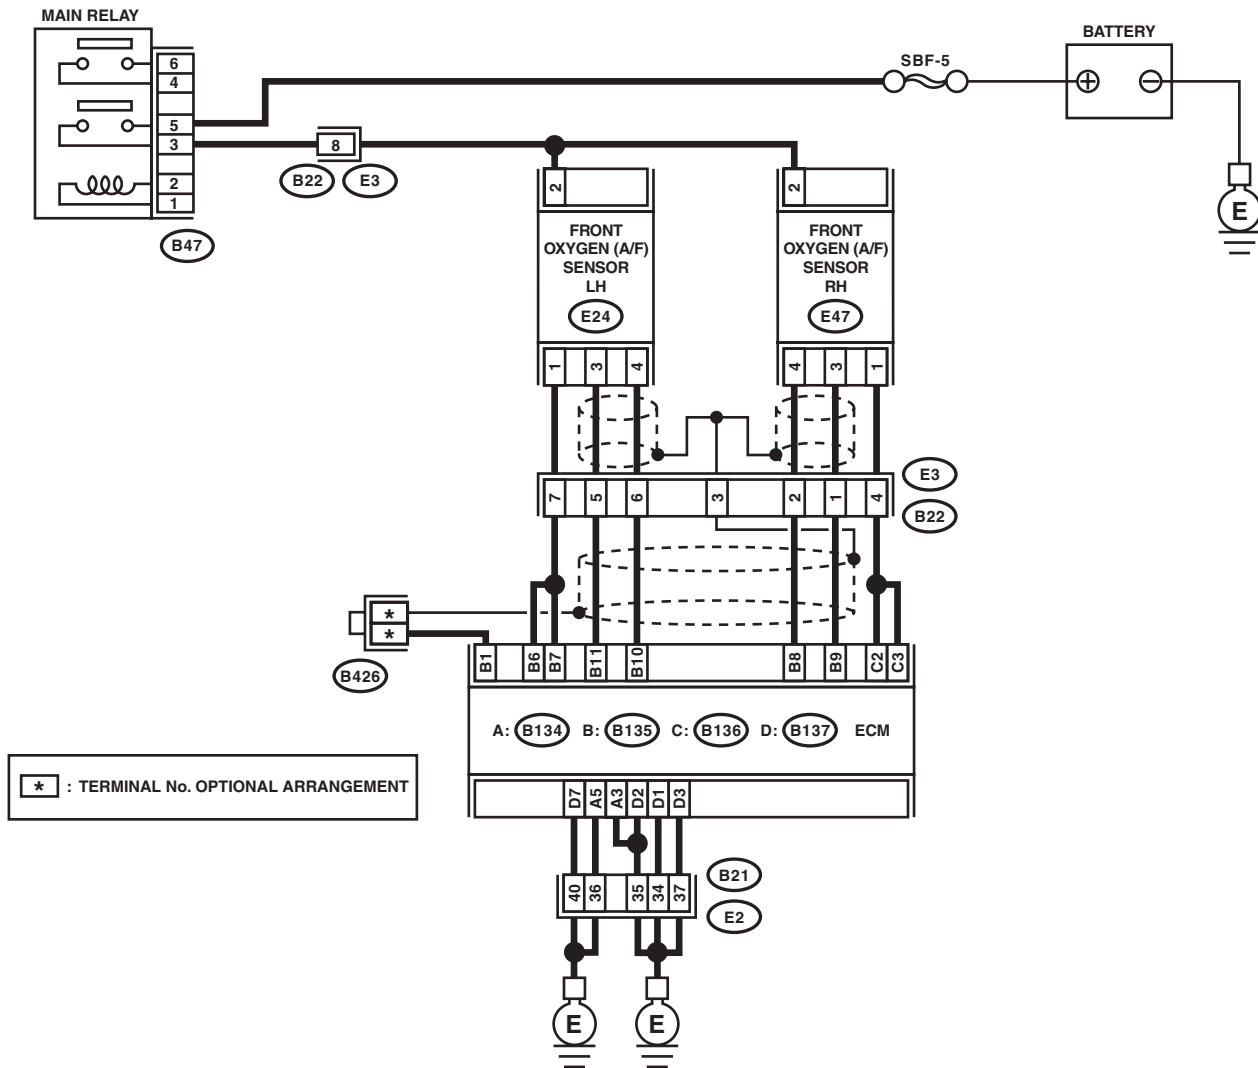 MAIN RELAY
BATTERY
SBF-5
6
4
5
3
2
1
8
B22 E3
B47
E
2
2
FRONT
OXYGEN (A/F)
SENSOR
LH
E24
FRONT
OXYGEN (A/F)
SENSOR
RH
E47
1 3 4
4 3 1
7 5 6 3 2 1 4
E3
B22
*
*
B426
B1 B6 B7 B11 B10 B8 B9 C2 C3
A: B134 B: B135 C: B136 D: B137 ECM
* : TERMINAL No. OPTIONAL ARRANGEMENT
D7 A5 A3 D2 D1 D3
40 36 35 34 37
B21
E2
E E